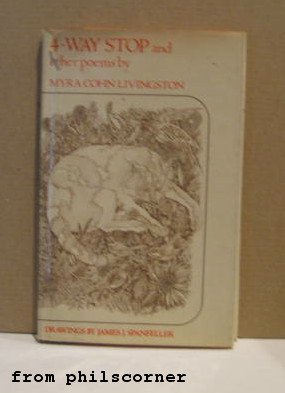 4-WAY STOP and
other poems by
MYRA COHN LIVINGSTON
DRAWINGS BY JAMES J. SPANFELLER
from philscorner